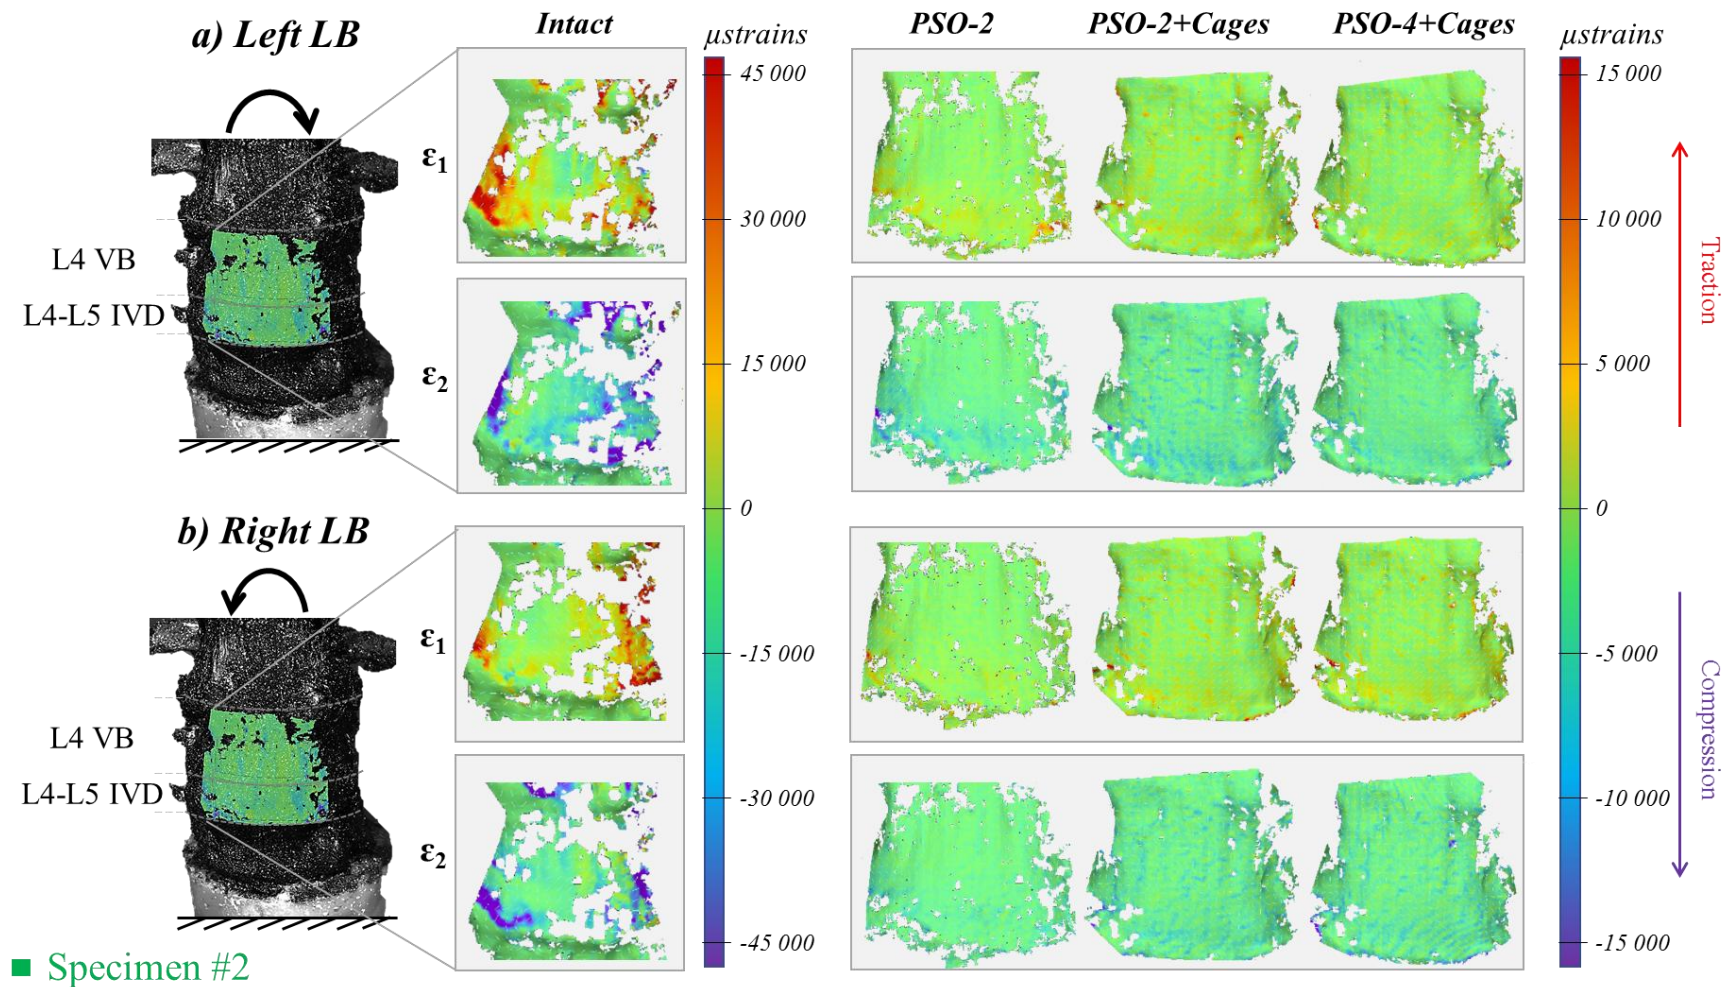 a) Left LB
Intact
µstrains
PSO-2
PSO-2+Cages
PSO-4+Cages
µstrains
ε1
ε2
L4 VB
L4-L5 IVD
45 000
30 000
15 000
0
-15 000
-30 000
-45 000
15 000
10 000
5 000
0
-5 000
-10 000
-15 000
Traction
Compression
b) Right LB
ε1
ε2
L4 VB
L4-L5 IVD
Specimen #2